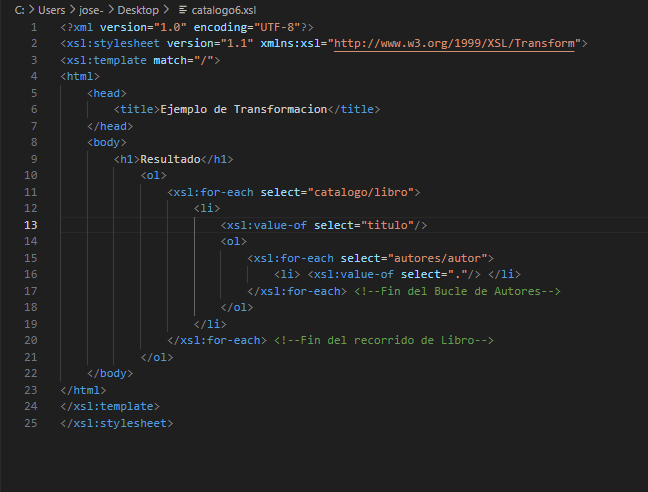 C: > Users > jose- > Desktop > catalogo6.xsl
1 <?xml version="1.0" encoding="UTF-8"?>
2 <xsl:stylesheet version="1.1" xmlns:xsl="http://www.w3.org/1999/XSL/Transform">
3 <xsl:template match="/">
4 <html>
5     <head>
6         <title>Ejemplo de Transformacion</title>
7     </head>
8     <body>
9         <h1>Resultado</h1>
10             <ol>
11                 <xsl:for-each select="catalogo/libro">
12                     <li>
13                         <xsl:value-of select="titulo"/>
14                         <ol>
15                             <xsl:for-each select="autores/autor">
16                                 <li> <xsl:value-of select="."/> </li>
17                             </xsl:for-each> <!--Fin del Bucle de Autores-->
18                         </ol>
19                     </li>
20                 </xsl:for-each> <!--Fin del recorrido de Libro-->
21             </ol>
22     </body>
23 </html>
24 </xsl:template>
25 </xsl:stylesheet>